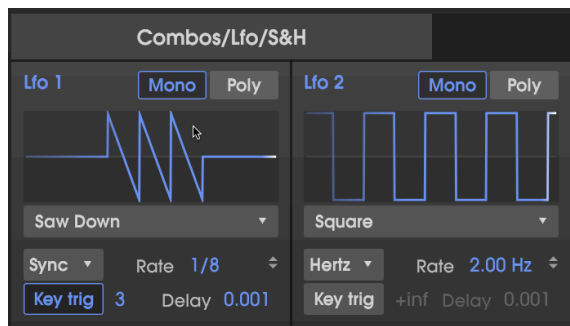 Combos/Lfo/S&H
Lfo 1 Mono Poly
Lfo 2 Mono Poly
Saw Down
Square
Sync Rate 1/8
Hertz Rate 2.00 Hz
Key trig 3 Delay 0.001
Key trig +inf Delay 0.001